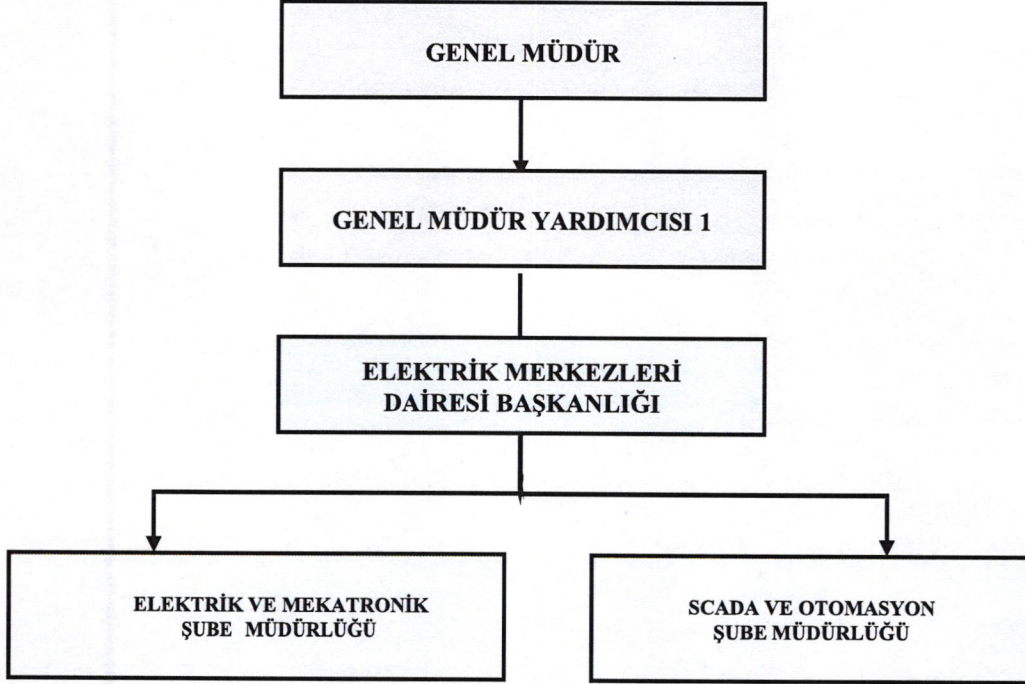 GENEL MÜDÜR
GENEL MÜDÜR YARDIMCISI 1
ELEKTRİK MERKEZLERİ
DAİRESİ BAŞKANLIĞI
ELEKTRİK VE MEKATRONİK
ŞUBE MÜDÜRLÜĞÜ
SCADA VE OTOMASYON
ŞUBE MÜDÜRLÜĞÜ